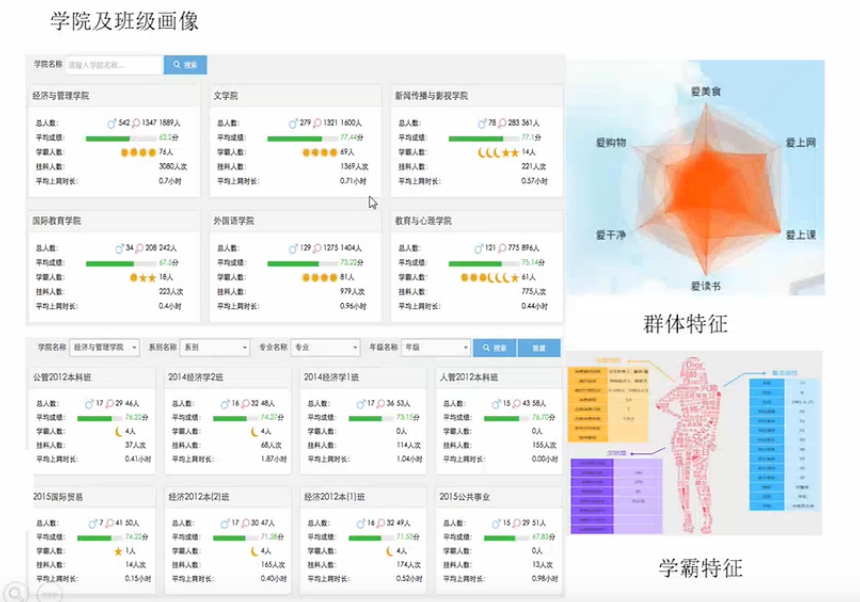 学院及班级画像
学院名称 请输入学院名称... 搜索
经济与管理学院
总人数: 542 1347 1889人
平均成绩: 62.2分
学霸人数: 76人
挂科人数: 3080人次
平均上网时长: 0.7小时
文学院
总人数: 279 1321 1600人
平均成绩: 77.44分
学霸人数: 69人
挂科人数: 1369人次
平均上网时长: 0.71小时
新闻传播与影视学院
总人数: 78 283 361人
平均成绩: 77.1分
学霸人数: 14人
挂科人数: 221人次
平均上网时长: 0.57小时
国际教育学院
总人数: 34 208 242人
平均成绩: 67.5分
学霸人数: 18人
挂科人数: 223人次
平均上网时长: 0.4小时
外国语学院
总人数: 129 1275 1404人
平均成绩: 73.22分
学霸人数: 81人
挂科人数: 979人次
平均上网时长: 0.96小时
教育与心理学院
总人数: 121 775 896人
平均成绩: 75.14分
学霸人数: 61人
挂科人数: 775人次
平均上网时长: 0.44小时
爱美食
爱上网
爱上课
爱读书
爱干净
爱购物
群体特征
学院名称 经济与管理学院 系别名称 系别 专业名称 专业 年级名称 年级 搜索 重置
公管2012本科班
总人数: 17 29 46人
平均成绩: 76.22分
学霸人数: 4人
挂科人数: 37人次
平均上网时长: 0.41小时
2014经济学2班
总人数: 16 32 48人
平均成绩: 74.27分
学霸人数: 4人
挂科人数: 68人次
平均上网时长: 1.87小时
2014经济学1班
总人数: 17 36 53人
平均成绩: 73.15分
学霸人数: 0人
挂科人数: 114人次
平均上网时长: 1.04小时
人管2012本科班
总人数: 15 43 58人
平均成绩: 76.70分
学霸人数: 0人
挂科人数: 155人次
平均上网时长: 0.00小时
2015国际贸易
总人数: 7 41 50人
平均成绩: 74.22分
学霸人数: 1人
挂科人数: 14人次
平均上网时长: 0.15小时
经济2012本(2)班
总人数: 17 30 47人
平均成绩: 71.28分
学霸人数: 4人
挂科人数: 165人次
平均上网时长: 0.40小时
经济2012本(1)班
总人数: 16 32 49人
平均成绩: 71.53分
学霸人数: 4人
挂科人数: 174人次
平均上网时长: 0.52小时
2015公共事业
总人数: 15 29 51人
平均成绩: 67.83分
学霸人数: 0人
挂科人数: 13人次
平均上网时长: 0.98小时
学霸特征